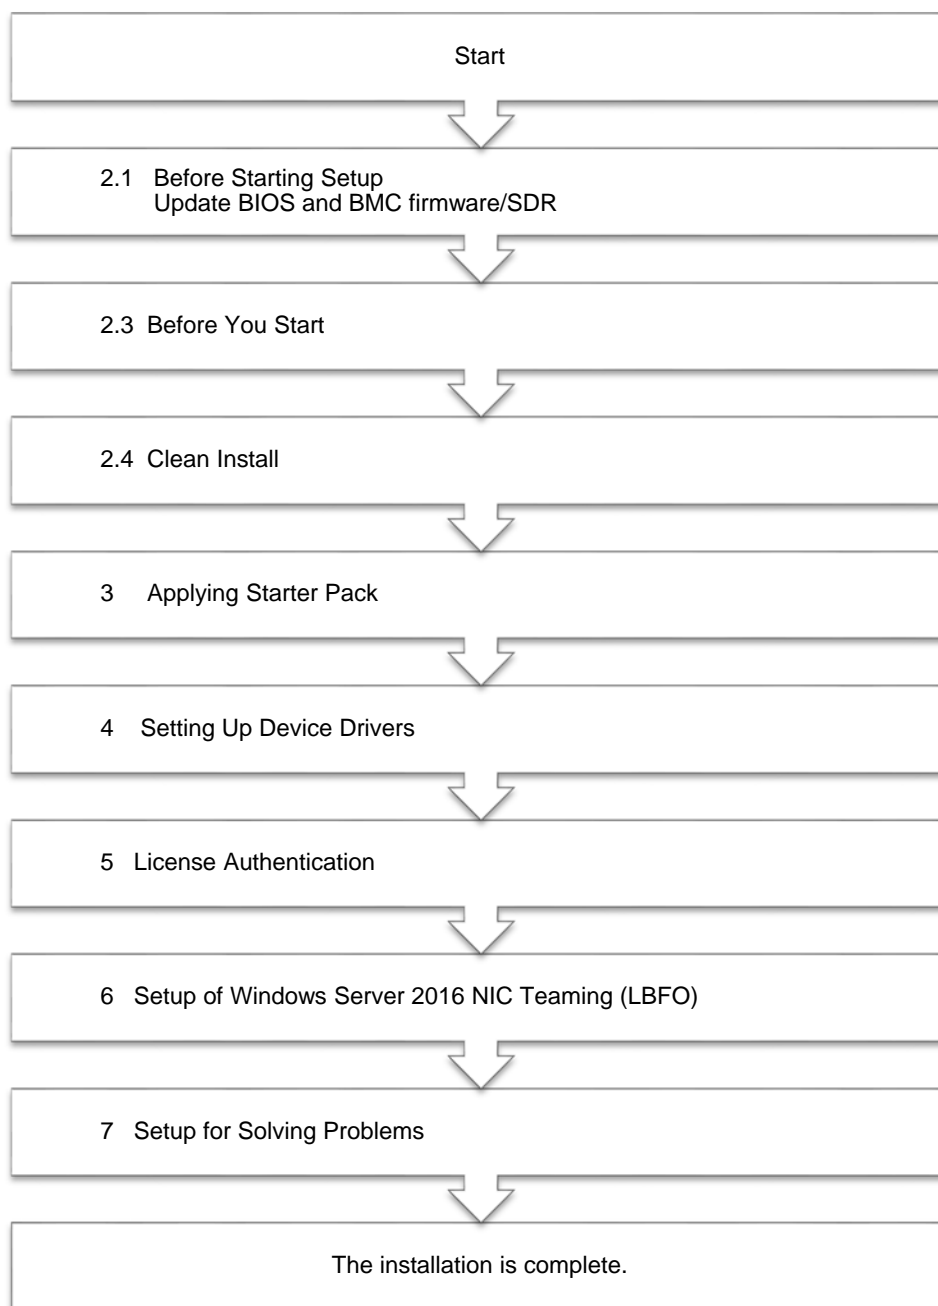 Start
2.1 Before Starting Setup
Update BIOS and BMC firmware/SDR
2.3 Before You Start
2.4 Clean Install
3 Applying Starter Pack
4 Setting Up Device Drivers
5 License Authentication
6 Setup of Windows Server 2016 NIC Teaming (LBFO)
7 Setup for Solving Problems
The installation is complete.